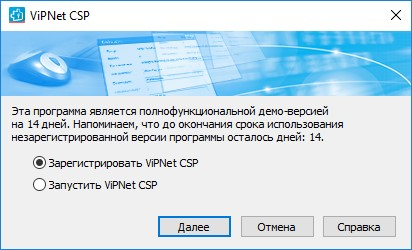 ViPNet CSP
Эта программа является полнофункциональной демо-версией
на 14 дней. Напоминаем, что до окончания срока использования
незарегистрированной версии программы осталось дней: 14.
Зарегистрировать ViPNet CSP
Запустить ViPNet CSP
Далее
Отмена
Справка